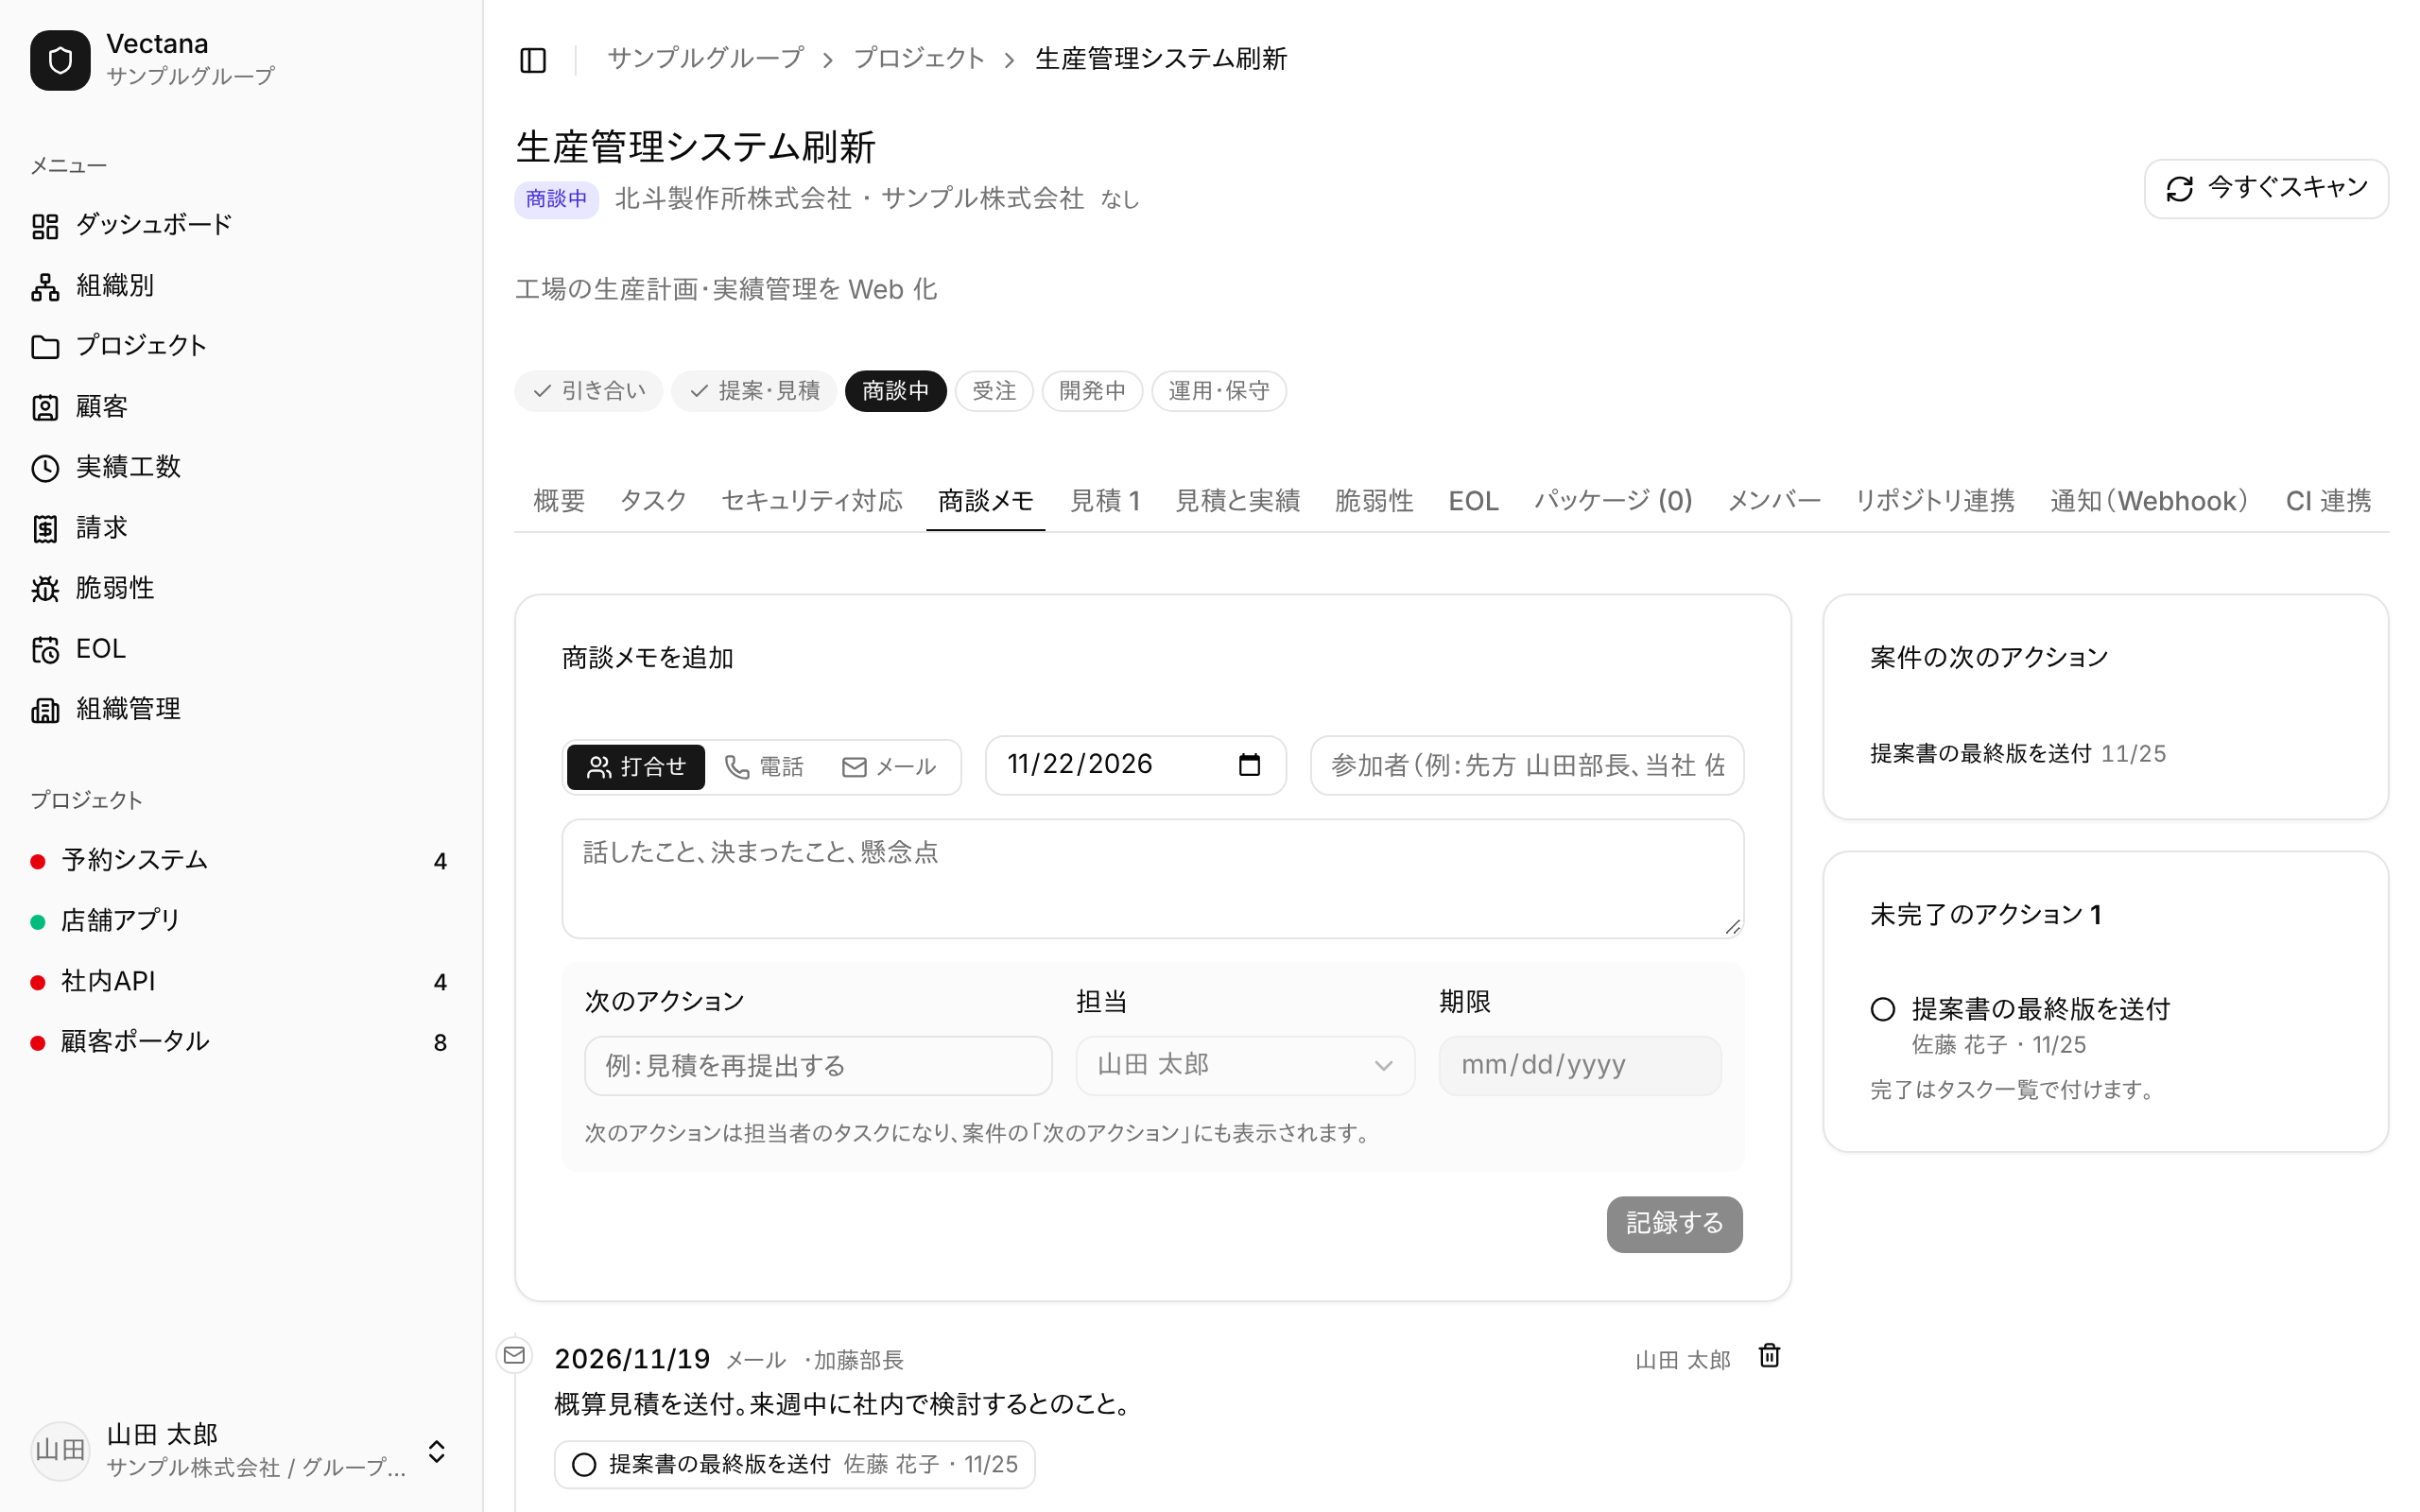 Vectana
サンプルグループ
メニュー
ダッシュボード
組織別
プロジェクト
顧客
実績工数
請求
脆弱性
EOL
組織管理
プロジェクト
予約システム 4
店舗アプリ
社内API 4
顧客ポータル 8
山田
山田 太郎
サンプル株式会社 / グループ...
サンプルグループ > プロジェクト > 生産管理システム刷新
生産管理システム刷新
商談中 北斗製作所株式会社・サンプル株式会社 なし
今すぐスキャン
工場の生産計画・実績管理を Web 化
引き合い 提案・見積 商談中 受注 開発中 運用・保守
概要 タスク セキュリティ対応 商談メモ 見積 1 見積と実績 脆弱性 EOL パッケージ (0) メンバー リポジトリ連携 通知（Webhook） CI 連携
商談メモを追加
打合せ 電話 メール 11/22/2026 参加者（例：先方 山田部長、当社 佐
話したこと、決まったこと、懸念点
次のアクション 担当 期限
例：見積を再提出する 山田 太郎 mm/dd/yyyy
次のアクションは担当者のタスクになり、案件の「次のアクション」にも表示されます。
記録する
案件の次のアクション
提案書の最終版を送付 11/25
未完了のアクション 1
提案書の最終版を送付
佐藤 花子・11/25
完了はタスク一覧で付けます。
2026/11/19 メール ・加藤部長 山田 太郎
概算見積を送付。来週中に社内で検討するとのこと。
提案書の最終版を送付 佐藤 花子・11/25